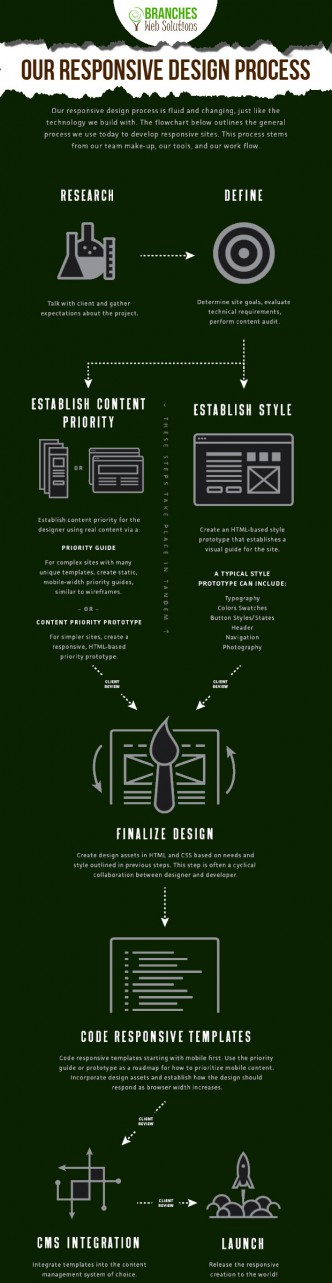 BRANCHES
Web Solutions
OUR RESPONSIVE DESIGN PROCESS
Our responsive design process is fluid and changing, just like the
technology we build with. The flowchart below outlines the general
process we use today to develop responsive sites. This process stems
from our team make-up, our tools, and our work flow.
RESEARCH
Talk with client and gather
expectations about the project.
DEFINE
Determine site goals, evaluate
technical requirements,
perform content audit.
ESTABLISH CONTENT
PRIORITY
OR
Establish content priority for the
designer using real content via a
PRIORITY GUIDE
For complex sites with many
unique templates, create static,
mobile-width priority guides,
similar to wireframes.
– OR –
CONTENT PRIORITY PROTOTYPE
For simpler sites, create a
responsive, HTML-based
priority prototype.
THESE STEPS TAKE PLACE IN TANDEM
ESTABLISH STYLE
Create an HTML-based style
prototype that establishes a
visual guide for the site.
A TYPICAL STYLE
PROTOTYPE CAN INCLUDE:
Typography
Colors Swatches
Button Styles/States
Header
Navigation
Photography
CLIENT
REVIEW
CLIENT
REVIEW
FINALIZE DESIGN
Create design assets in HTML and CSS based on needs and
style outlined in previous steps. This step is often a cyclical
collaboration between designer and developer.
CODE RESPONSIVE TEMPLATES
Code responsive templates starting with mobile first. Use the priority
guide or prototype as a roadmap for how to prioritize mobile content.
Incorporate design assets and establish how the design should
respond as browser width increases.
CLIENT
REVIEW
CMS INTEGRATION
Integrate templates into the content
management system of choice.
CLIENT
REVIEW
LAUNCH
Release the responsive
creation to the world!